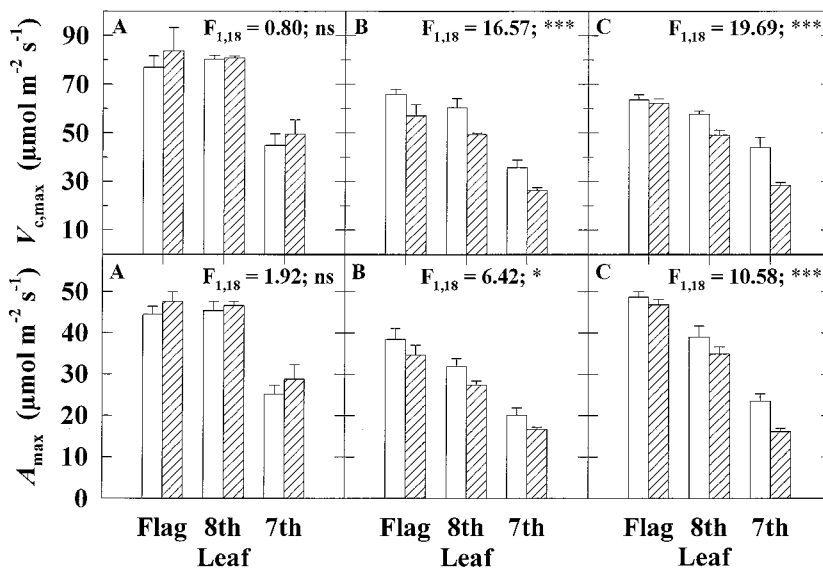 A F1,18 = 0.80; ns
B F1,18 = 16.57; ***
C F1,18 = 19.69; ***
90
70
50
30
10
Vc,max (μmol m−2 s−1)
A F1,18 = 1.92; ns
B F1,18 = 6.42; *
C F1,18 = 10.58; ***
50
40
30
20
10
0
Amax (μmol m−2 s−1)
Flag 8th 7th
Flag 8th 7th
Flag 8th 7th
Leaf
Leaf
Leaf